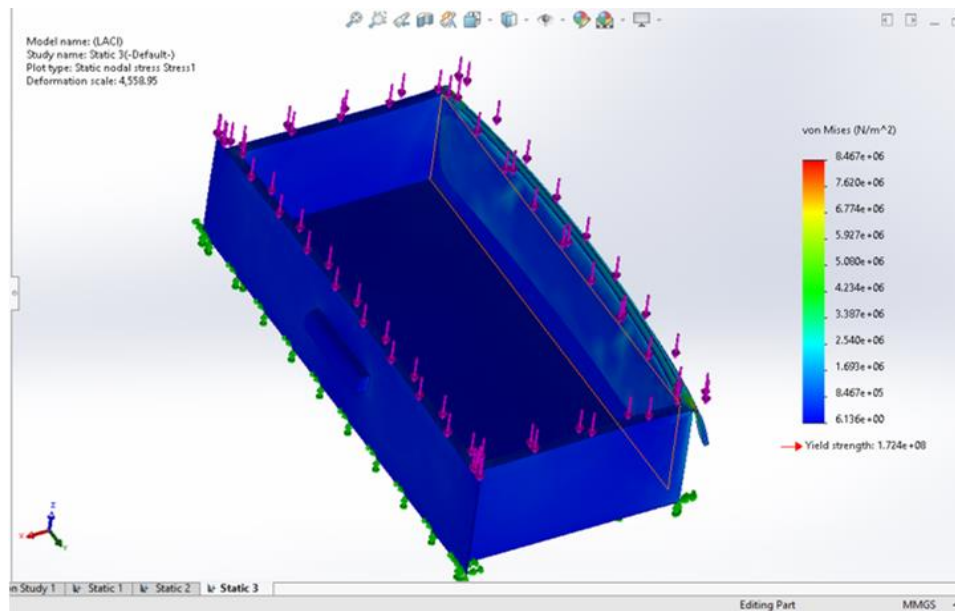 Model name: (LACI)
Study name: Static 3(-Default-)
Plot type: Static nodal stress Stress1
Deformation scale: 4,558.95
von Mises (N/m^2)
8.467e+06
7.620e+06
6.774e+06
5.927e+06
5.080e+06
4.234e+06
3.387e+06
2.540e+06
1.693e+06
8.467e+05
6.136e+00
Yield strength: 1.724e+08
Z
X
Y
on Study 1 Static 1 Static 2 Static 3
Editing Part MMGS